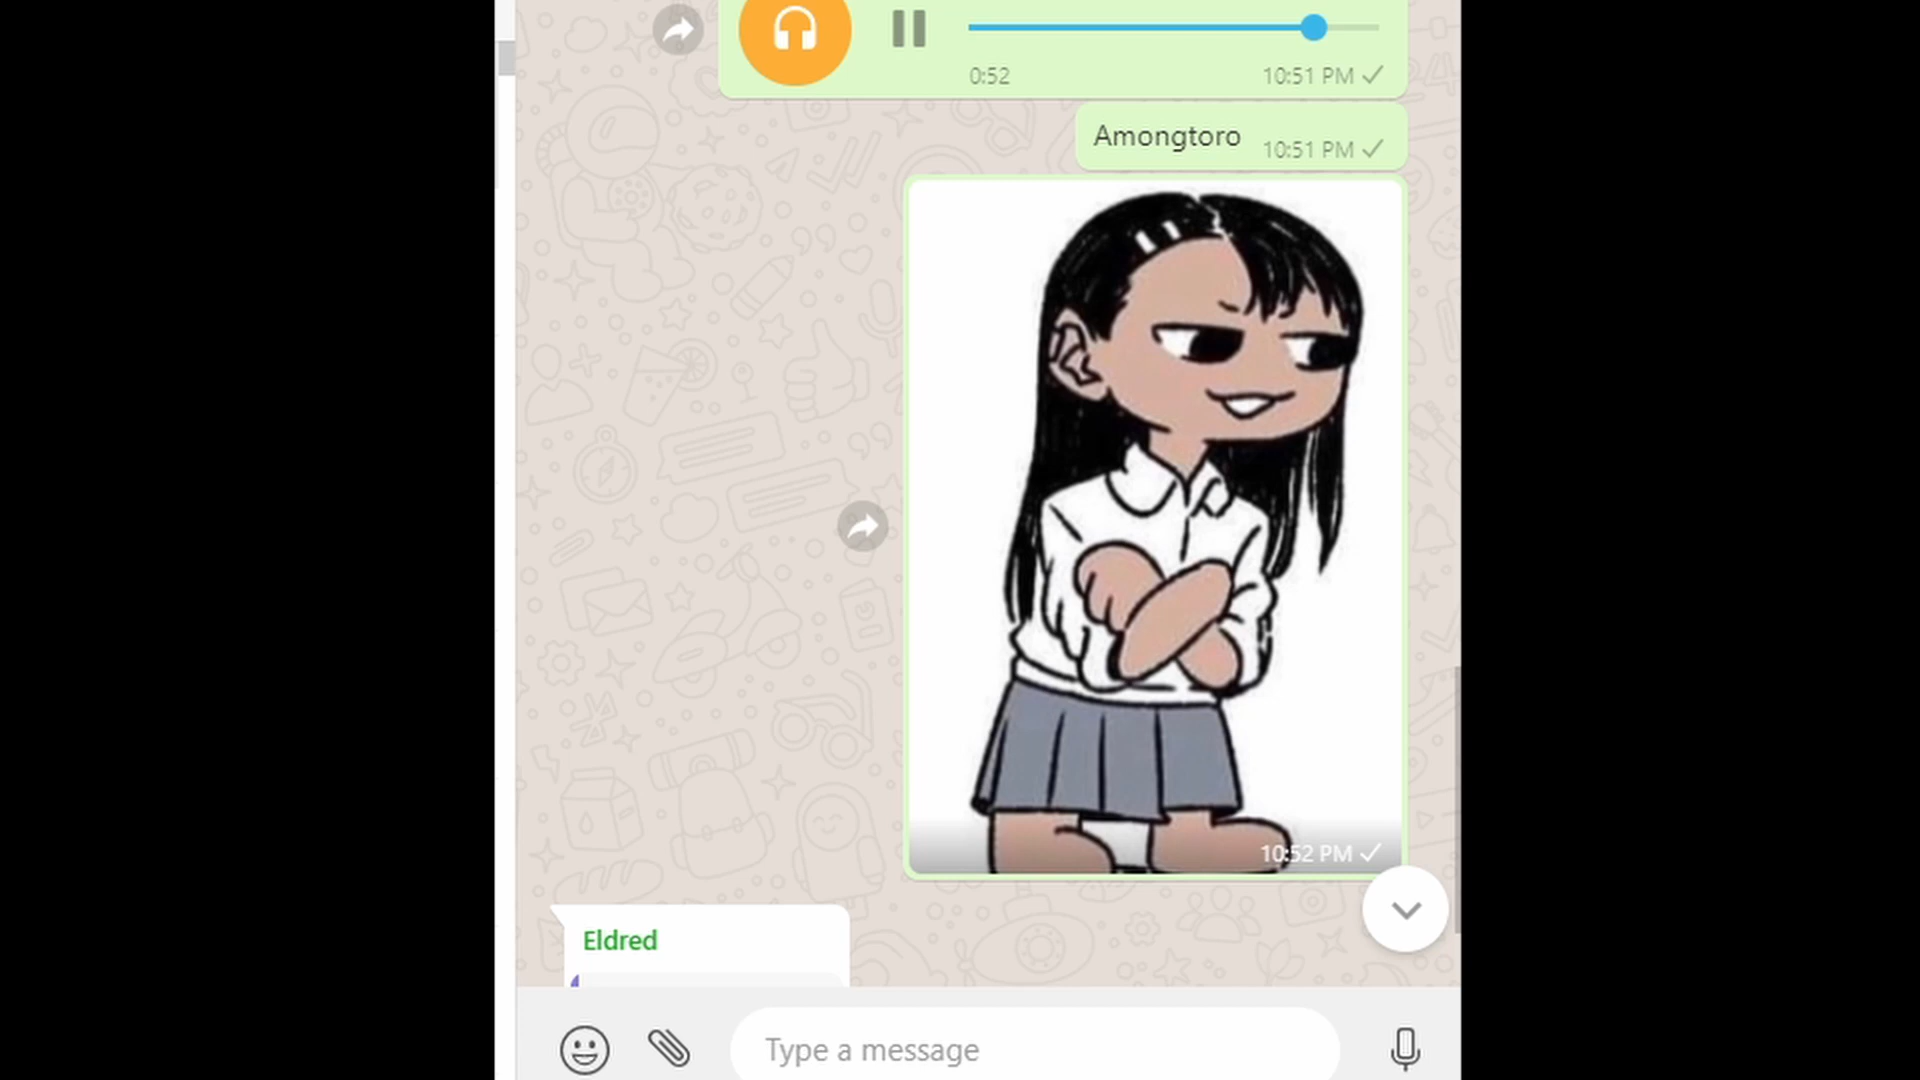 0:52 10:51 PM
Amongtoro 10:51 PM
10:52 PM
Eldred
Type a message